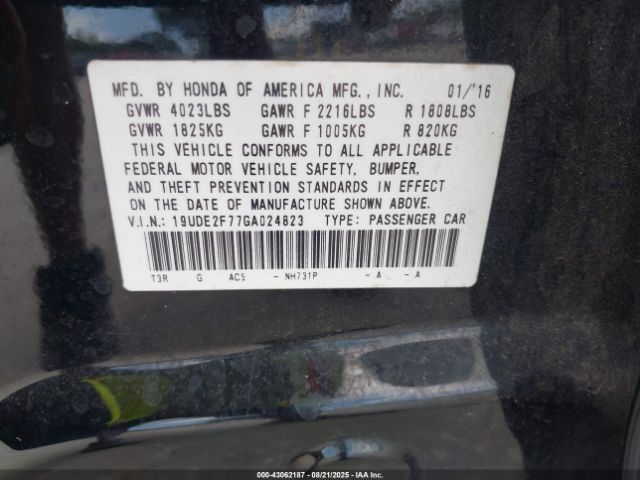 MFD. BY HONDA OF AMERICA MFG., INC. 01/'16
GVWR 4023LBS GAWR F 2216LBS R 1808LBS
GVWR 1825KG GAWR F 1005KG R 820KG
THIS VEHICLE CONFORMS TO ALL APPLICABLE
FEDERAL MOTOR VEHICLE SAFETY, BUMPER,
AND THEFT PREVENTION STANDARDS IN EFFECT
ON THE DATE OF MANUFACTURE SHOWN ABOVE.
V.I.N.: 19UDE2F77GA024823 TYPE: PASSENGER CAR
T3R G AC5 - NH731P - A - A
000-43062187 - 08/21/2025 - IAA Inc.